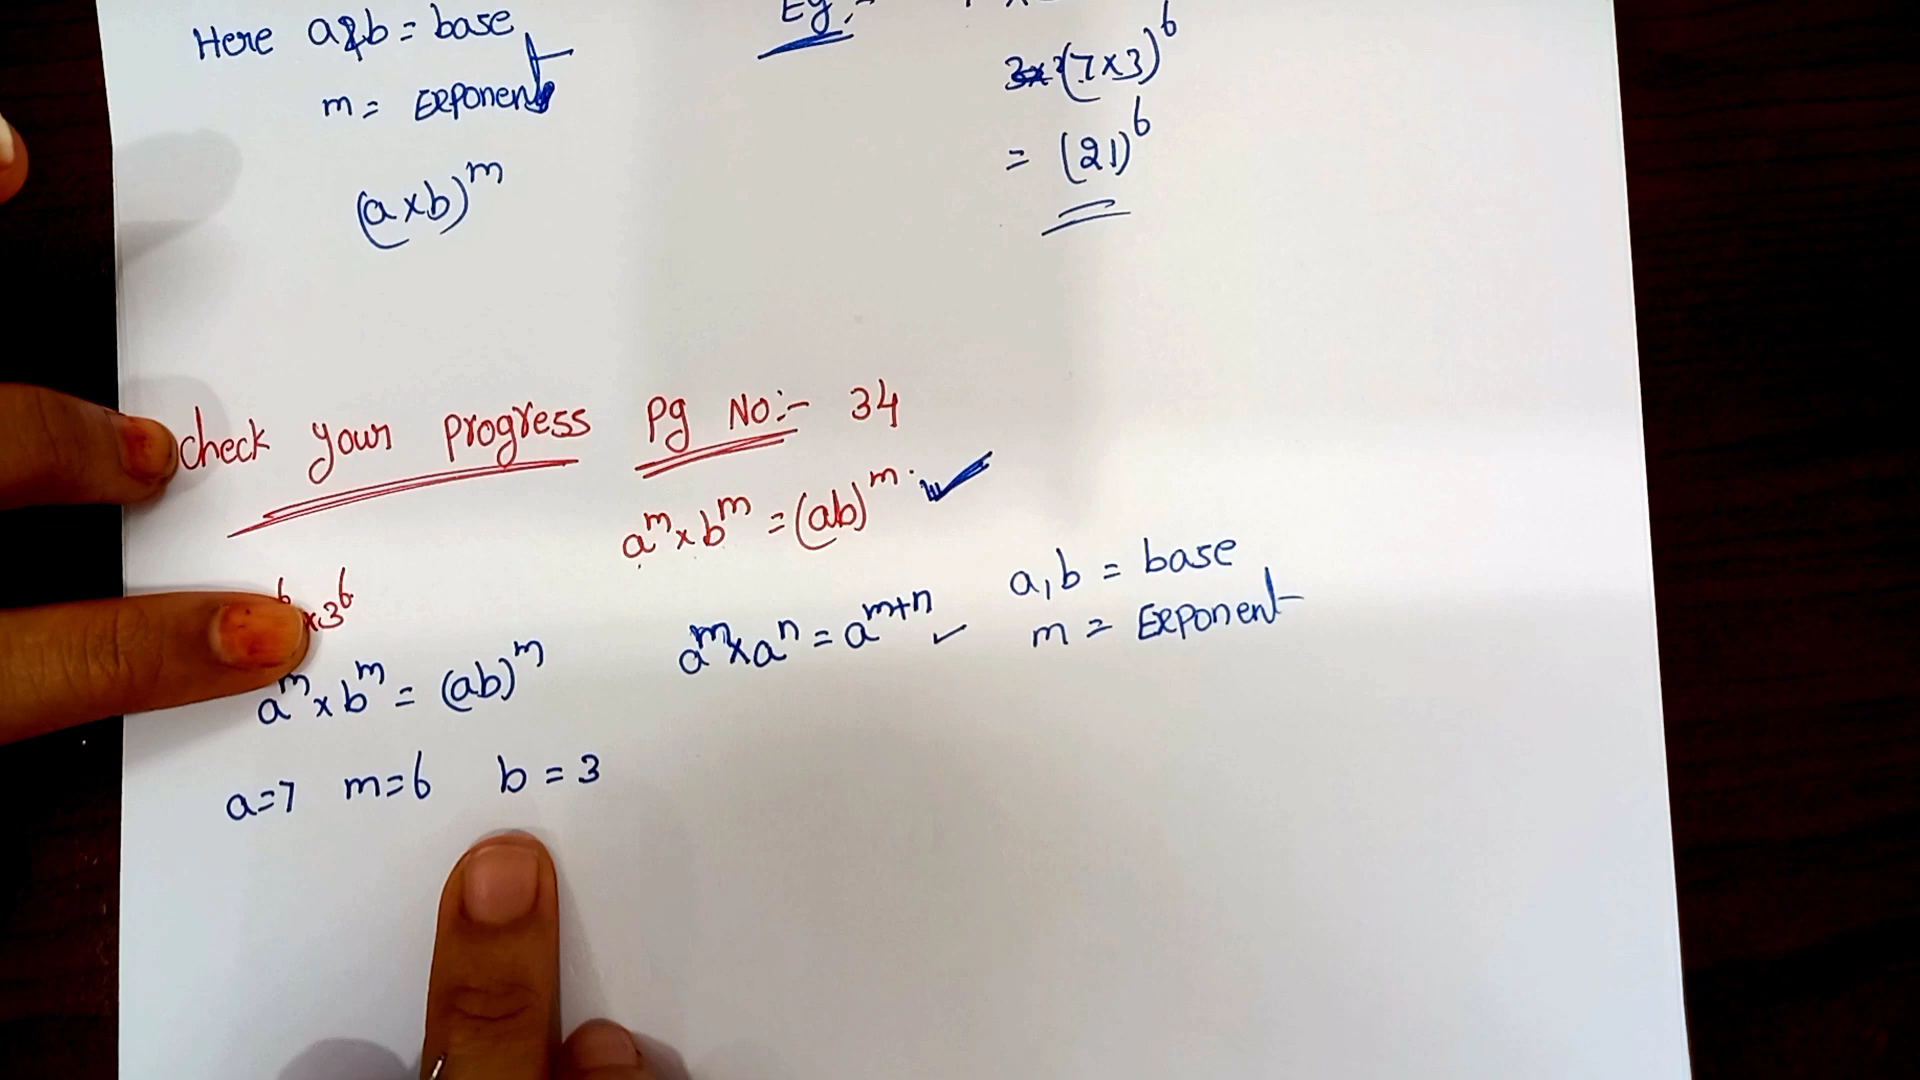 Here a&b = base
m = Exponent
(a×b)^m
Eg:-
(7×3)^6
= (21)^6
check your progress Pg No:- 34
a^m × b^m = (ab)^m.
6 ×3^6
a^m × b^m = (ab)^m
a^m × a^n = a^m+n
a,b = base
m = Exponent
a=7 m=6 b=3